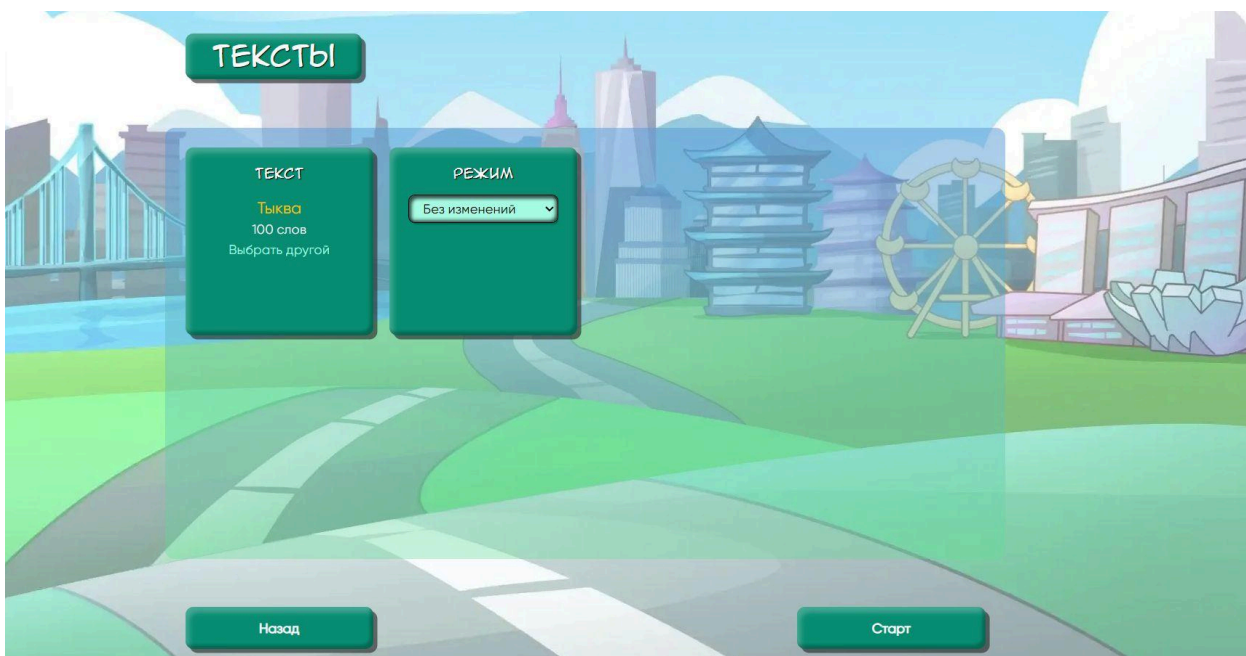 ТЕКСТЫ
ТЕКСТ
Тыква
100 слов
Выбрать другой
РЕЖИМ
Без изменений
Назад
Старт